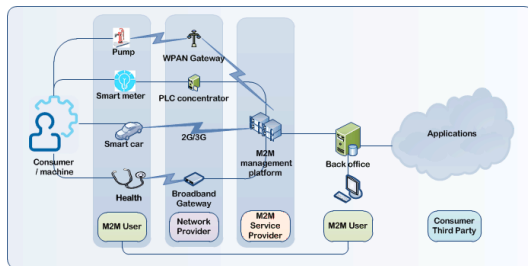 Pump
WPAN Gateway
Smart meter
PLC concentrator
Applications
Smart car
2G/3G
Consumer
/ machine
M2M
management
platform
Back office
Health
Broadband
Gateway
M2M User
Network
Provider
M2M
Service
Provider
M2M User
Consumer
Third Party